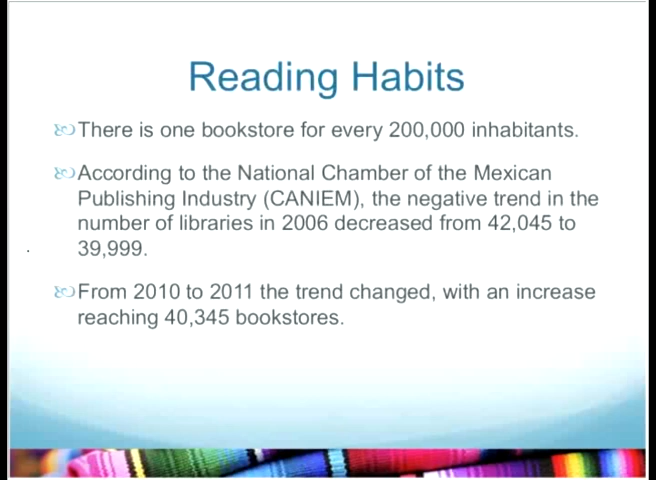 Reading Habits
There is one bookstore for every 200,000 inhabitants.
According to the National Chamber of the Mexican
Publishing Industry (CANIEM), the negative trend in the
number of libraries in 2006 decreased from 42,045 to
39,999.
From 2010 to 2011 the trend changed, with an increase
reaching 40,345 bookstores.